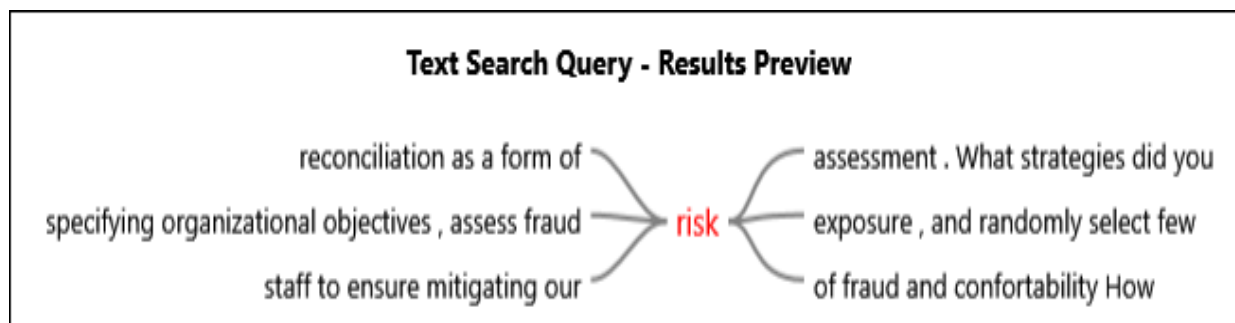 Text Search Query - Results Preview
reconciliation as a form of
specifying organizational objectives , assess fraud
staff to ensure mitigating our
risk
assessment . What strategies did you
exposure , and randomly select few
of fraud and confortability How